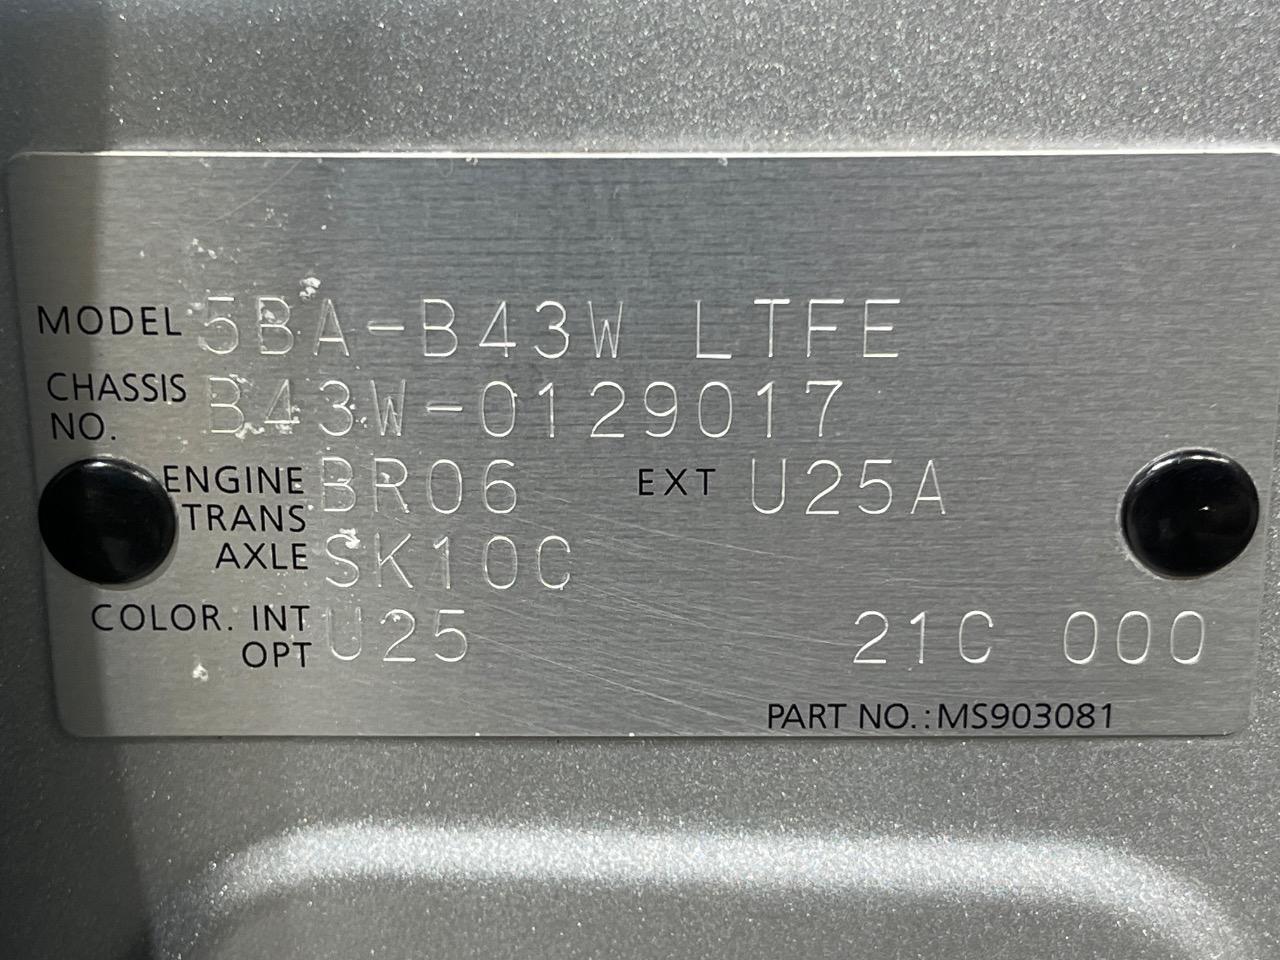 MODEL 5BA-B43W LTFE
CHASSIS NO. B43W-0129017
ENGINE BR06 EXT U25A
TRANS AXLE SK10C
COLOR. INT OPT U25 21C 000
PART NO.:MS903081